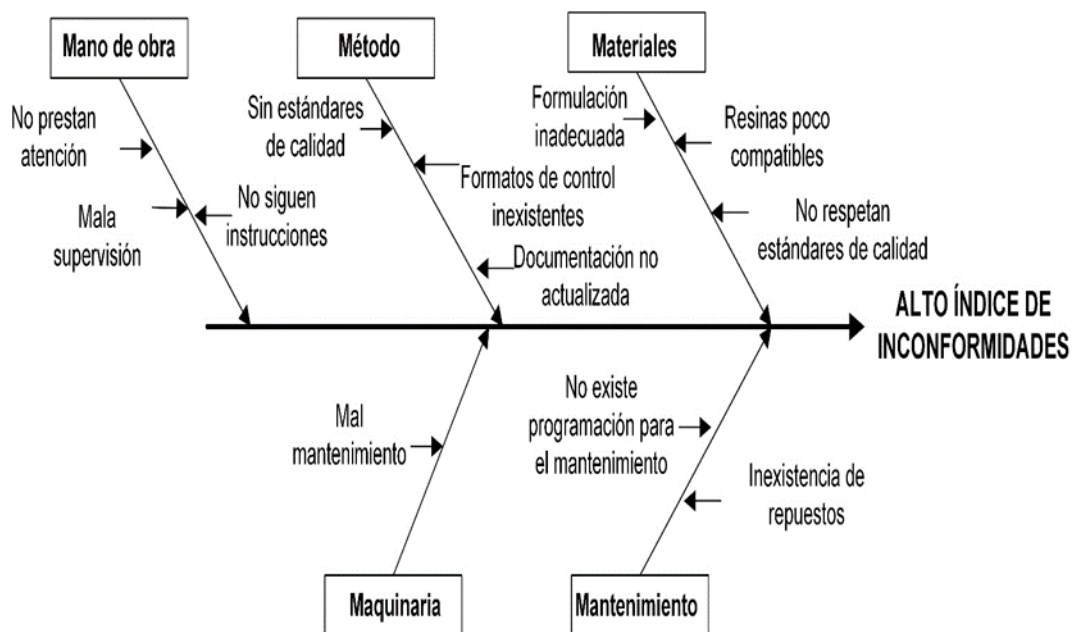 Mano de obra
Método
Materiales
No prestan
atención
Mala
supervisión
No siguen
instrucciones
Sin estándares
de calidad
Formatos de control
inexistentes
Documentación no
actualizada
Formulación
inadecuada
Resinas poco
compatibles
No respetan
estándares de calidad
ALTO ÍNDICE DE
INCONFORMIDADES
Mal
mantenimiento
No existe
programación para
el mantenimiento
Inexistencia de
repuestos
Maquinaria
Mantenimiento